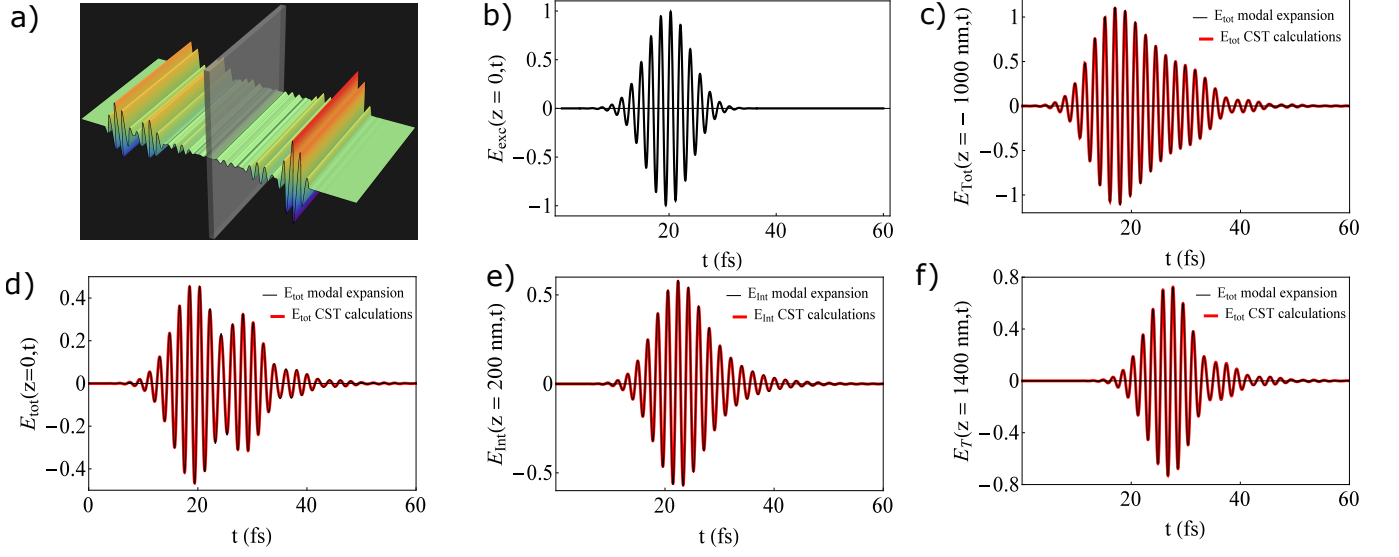 a)
b)
E_exc(z = 0,t)
1
0.5
0
−0.5
−1
20
40
60
t (fs)
c)
E_Tot(z = − 1000 nm,t)
E_tot modal expansion
E_tot CST calculations
1
0.5
0
−0.5
−1
20
40
60
t (fs)
d)
E_tot(z=0,t)
E_tot modal expansion
E_tot CST calculations
0.4
0.2
0
−0.2
−0.4
0
20
40
60
t (fs)
e)
E_Int(z = 200 nm,t)
E_Int modal expansion
E_Int CST calculations
0.5
0
−0.5
20
40
60
t (fs)
f)
E_T(z = 1400 nm,t)
E_tot modal expansion
E_tot CST calculations
0.8
0.4
0
−0.4
−0.8
20
40
60
t (fs)